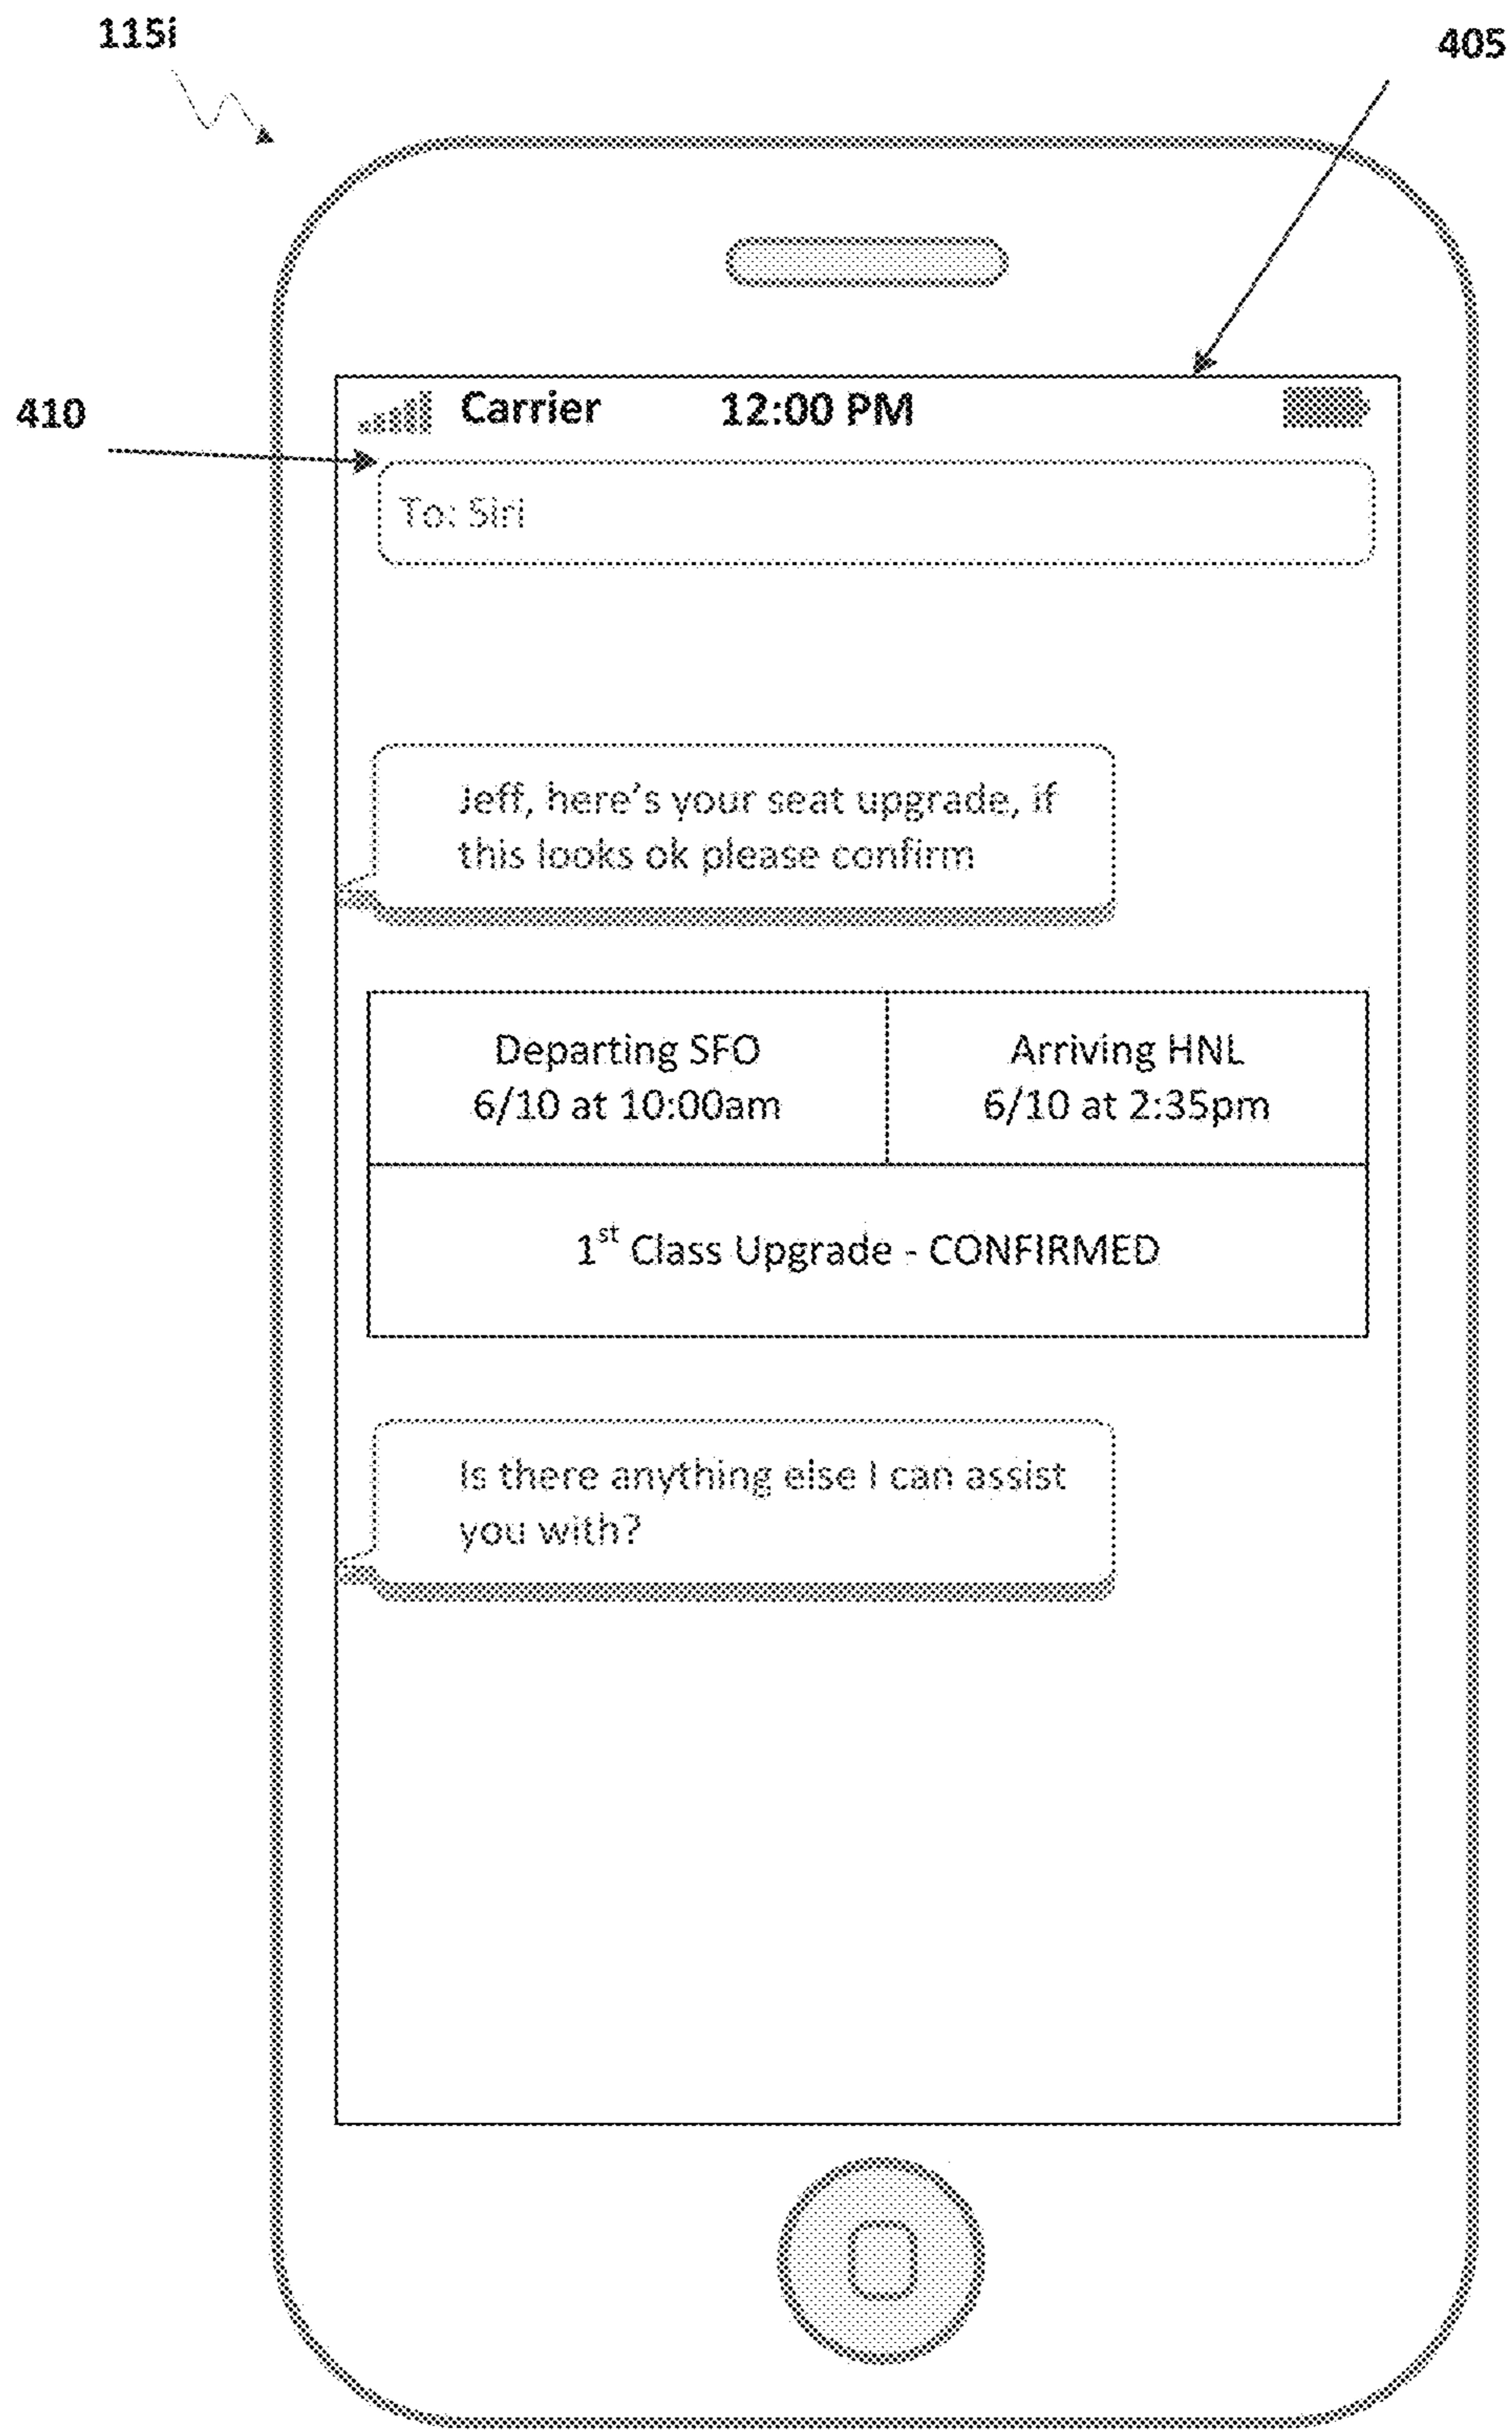 115i
405
410
Carrier 12:00 PM
To: Siri
Jeff, here's your seat upgrade, if
this looks ok please confirm
Departing SFO
6/10 at 10:00am
Arriving HNL
6/10 at 2:35pm
1st Class Upgrade - CONFIRMED
Is there anything else I can assist
you with?